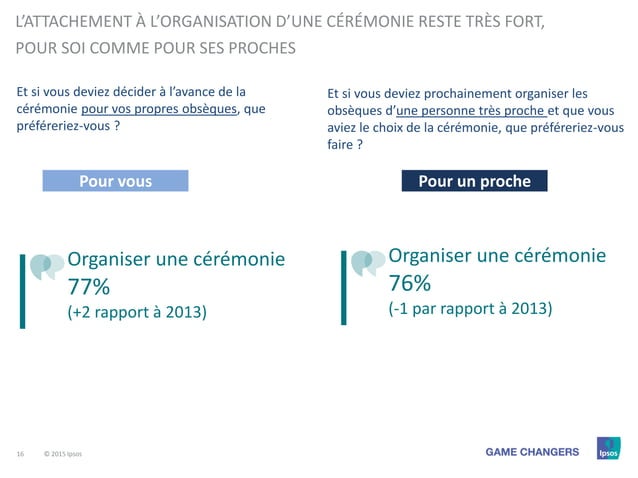 L’ATTACHEMENT À L’ORGANISATION D’UNE CÉRÉMONIE RESTE TRÈS FORT,
POUR SOI COMME POUR SES PROCHES
Et si vous deviez décider à l’avance de la
cérémonie pour vos propres obsèques, que
préféreriez-vous ?
Et si vous deviez prochainement organiser les
obsèques d’une personne très proche et que vous
aviez le choix de la cérémonie, que préféreriez-vous
faire ?
Pour vous
Pour un proche
Organiser une cérémonie
77%
(+2 rapport à 2013)
Organiser une cérémonie
76%
(-1 par rapport à 2013)
16 © 2015 Ipsos
GAME CHANGERS
Ipsos